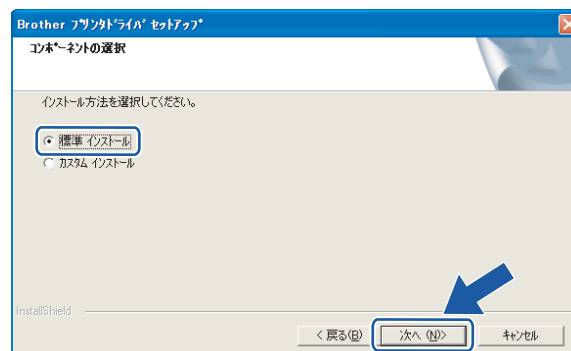 Brother プリンタドライバ セットアップ
コンポーネントの選択
インストール方法を選択してください。
標準 インストール
カスタム インストール
InstallShield
< 戻る(B) 次へ (N)> キャンセル